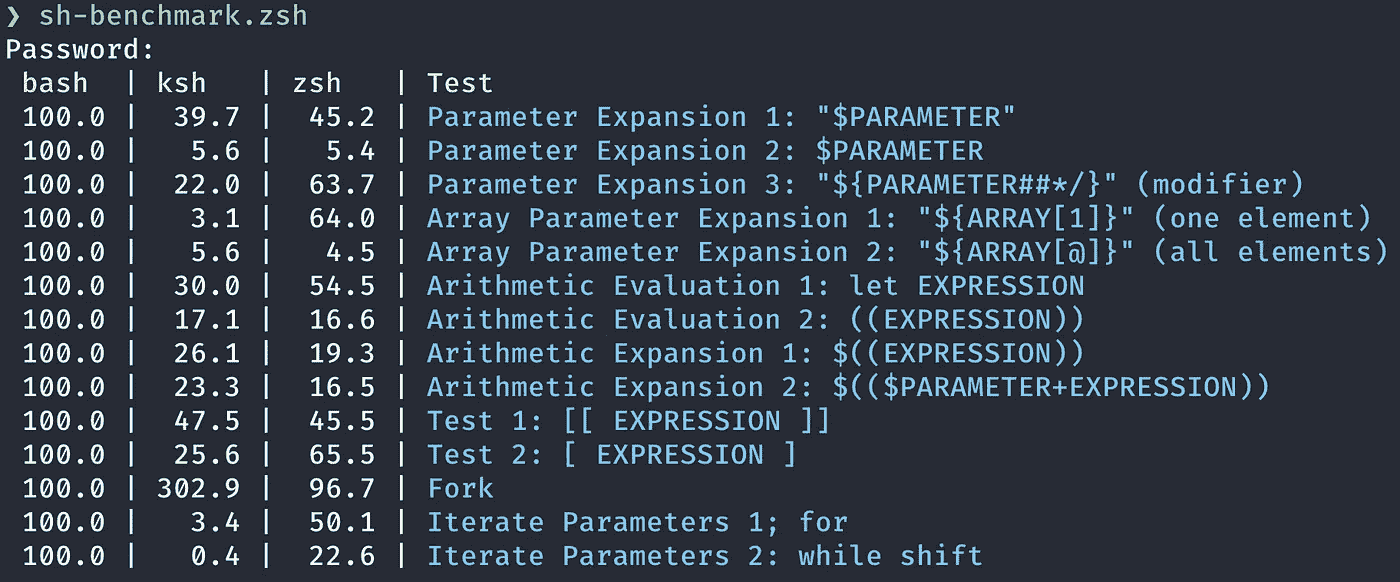 ❯ sh-benchmark.zsh
Password:
bash | ksh | zsh | Test
100.0 | 39.7 | 45.2 | Parameter Expansion 1: "$PARAMETER"
100.0 | 5.6 | 5.4 | Parameter Expansion 2: $PARAMETER
100.0 | 22.0 | 63.7 | Parameter Expansion 3: "${PARAMETER##*/}" (modifier)
100.0 | 3.1 | 64.0 | Array Parameter Expansion 1: "${ARRAY[1]}" (one element)
100.0 | 5.6 | 4.5 | Array Parameter Expansion 2: "${ARRAY[@]}" (all elements)
100.0 | 30.0 | 54.5 | Arithmetic Evaluation 1: let EXPRESSION
100.0 | 17.1 | 16.6 | Arithmetic Evaluation 2: ((EXPRESSION))
100.0 | 26.1 | 19.3 | Arithmetic Expansion 1: $((EXPRESSION))
100.0 | 23.3 | 16.5 | Arithmetic Expansion 2: $(($PARAMETER+EXPRESSION))
100.0 | 47.5 | 45.5 | Test 1: [[ EXPRESSION ]]
100.0 | 25.6 | 65.5 | Test 2: [ EXPRESSION ]
100.0 | 302.9 | 96.7 | Fork
100.0 | 3.4 | 50.1 | Iterate Parameters 1; for
100.0 | 0.4 | 22.6 | Iterate Parameters 2: while shift